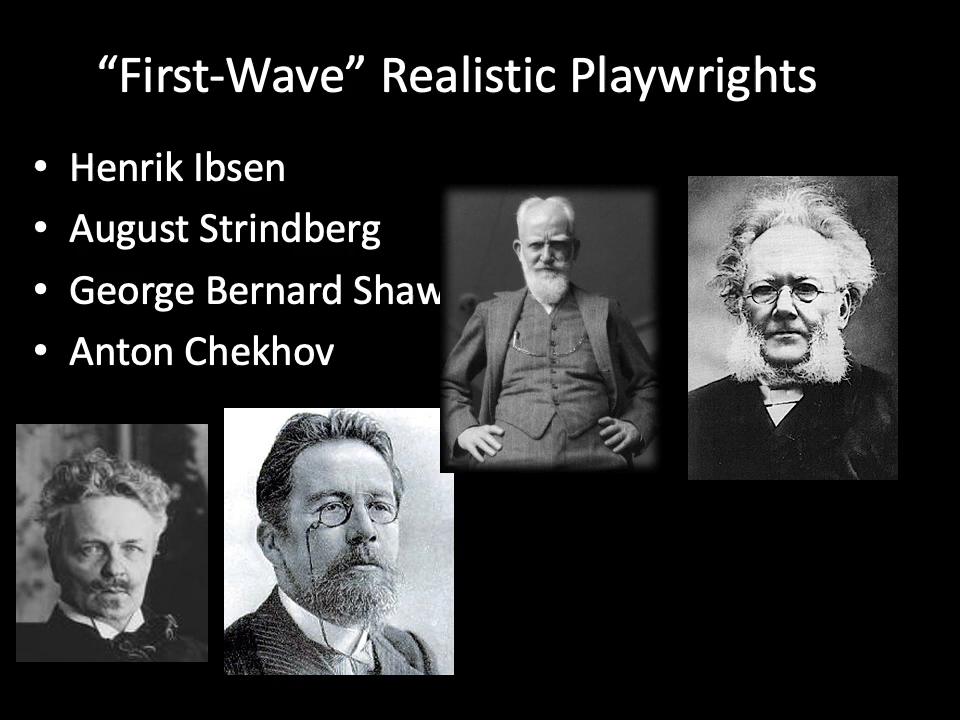 “First-Wave” Realistic Playwrights
• Henrik Ibsen
• August Strindberg
• George Bernard Shaw
• Anton Chekhov